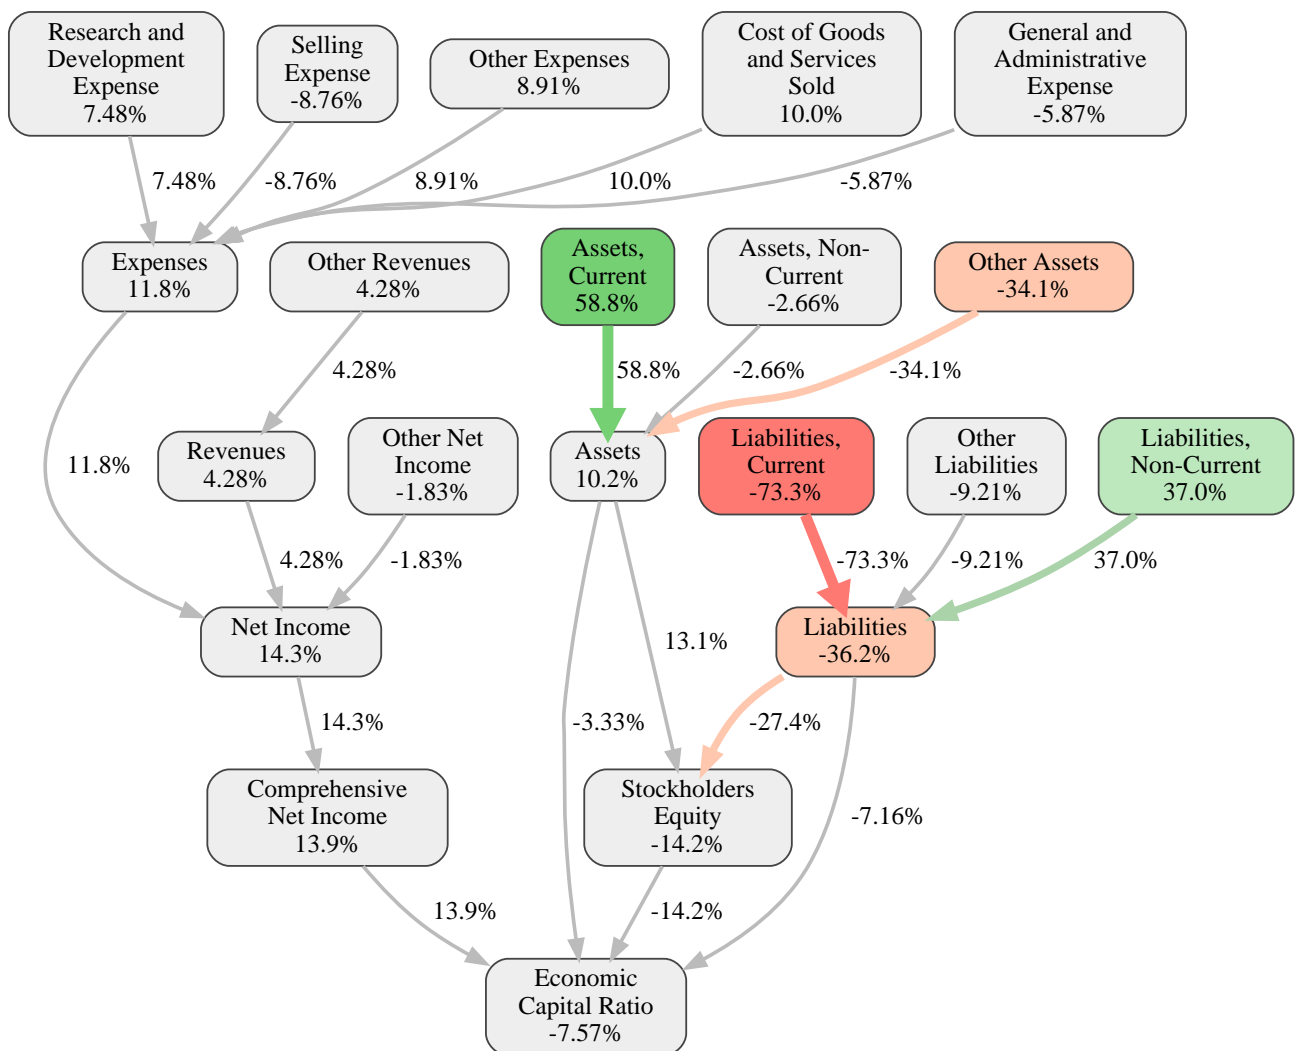 Research and
Development
Expense
7.48%
Selling
Expense
-8.76%
Other Expenses
8.91%
Cost of Goods
and Services
Sold
10.0%
General and
Administrative
Expense
-5.87%
7.48%
-8.76%
8.91%
10.0%
-5.87%
Expenses
11.8%
Other Revenues
4.28%
Assets,
Current
58.8%
Assets, Non-
Current
-2.66%
Other Assets
-34.1%
4.28%
58.8%
-2.66%
-34.1%
11.8%
Revenues
4.28%
Other Net
Income
-1.83%
Assets
10.2%
Liabilities,
Current
-73.3%
Other
Liabilities
-9.21%
Liabilities,
Non-Current
37.0%
4.28%
-1.83%
-73.3%
-9.21%
37.0%
Net Income
14.3%
13.1%
Liabilities
-36.2%
14.3%
-3.33%
-27.4%
-7.16%
Comprehensive
Net Income
13.9%
Stockholders
Equity
-14.2%
13.9%
-14.2%
Economic
Capital Ratio
-7.57%